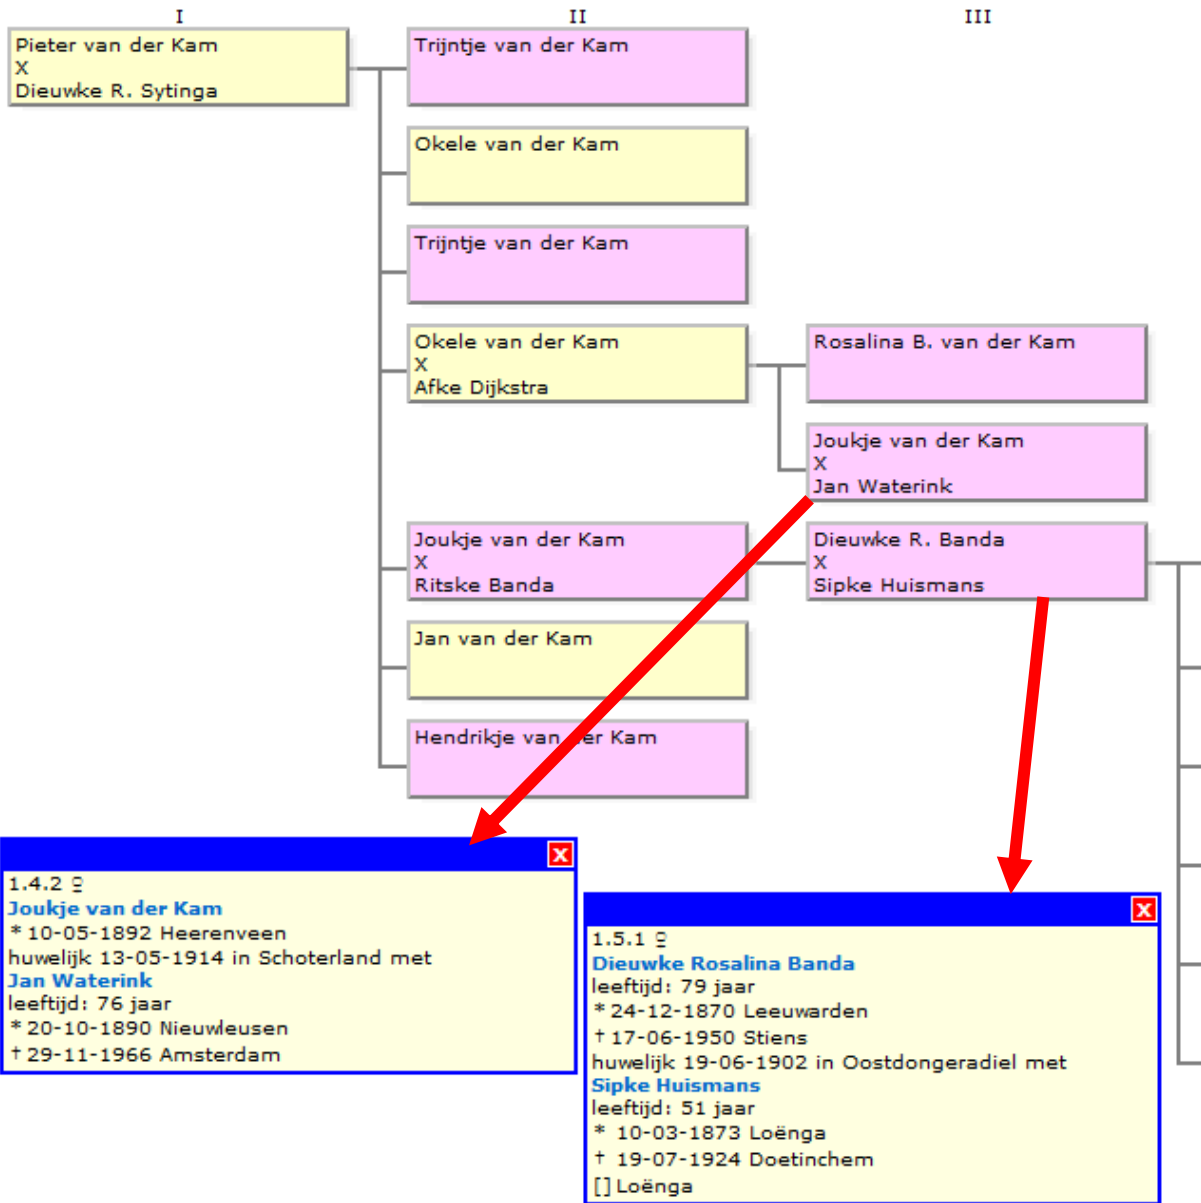 I
II
III
Pieter van der Kam
X
Dieuwke R. Sytinga
Trijntje van der Kam
Okele van der Kam
Trijntje van der Kam
Okele van der Kam
X
Afke Dijkstra
Rosalina B. van der Kam
Joukje van der Kam
X
Jan Waterink
Joukje van der Kam
X
Ritske Banda
Dieuwke R. Banda
X
Sipke Huismans
Jan van der Kam
Hendrikje van der Kam
X
1.4.2 ♀
Joukje van der Kam
* 10-05-1892 Heerenveen
huwelijk 13-05-1914 in Schoterland met
Jan Waterink
leeftijd: 76 jaar
* 20-10-1890 Nieuwleusen
† 29-11-1966 Amsterdam
X
1.5.1 ♀
Dieuwke Rosalina Banda
leeftijd: 79 jaar
* 24-12-1870 Leeuwarden
† 17-06-1950 Stiens
huwelijk 19-06-1902 in Oostdongeradiel met
Sipke Huismans
leeftijd: 51 jaar
* 10-03-1873 Loënga
† 19-07-1924 Doetinchem
[] Loënga